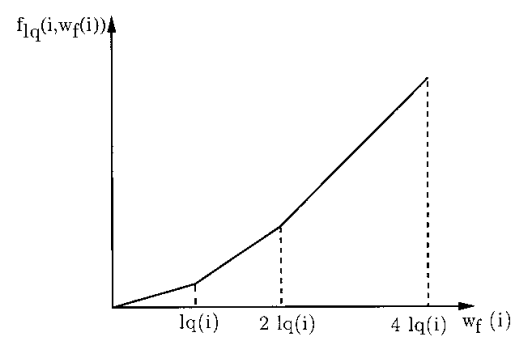 f_lq(i,w_f(i))
lq(i) 2 lq(i) 4 lq(i) w_f (i)